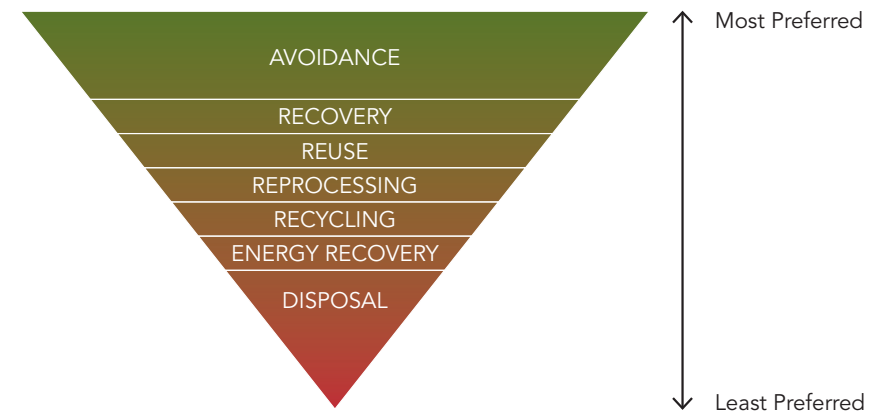 Most Preferred
AVOIDANCE
RECOVERY
REUSE
REPROCESSING
RECYCLING
ENERGY RECOVERY
DISPOSAL
Least Preferred